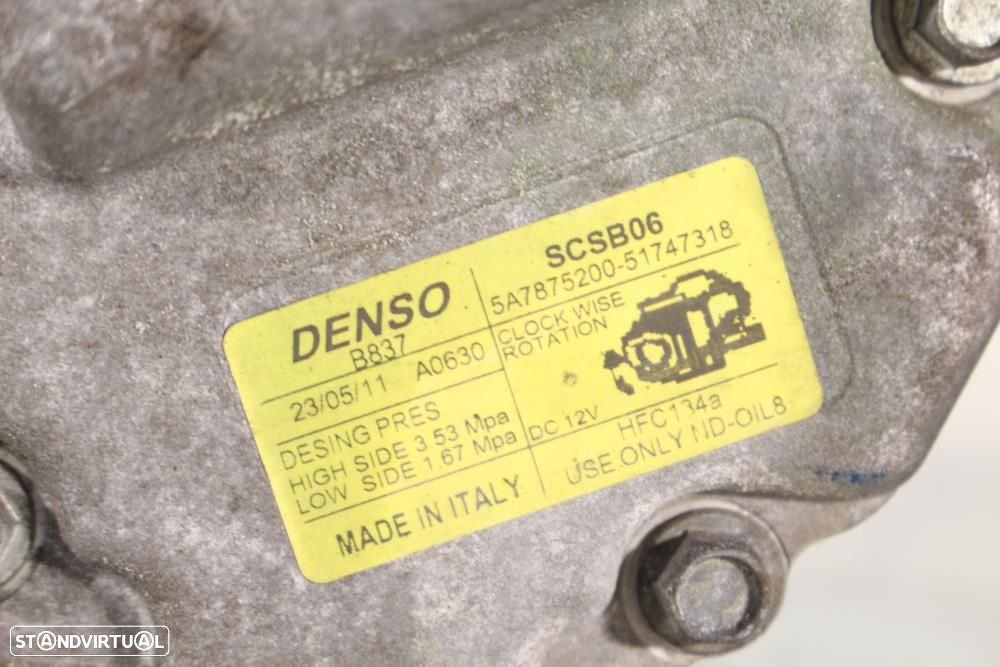 DENSO
B837
23/05/11 A0630
DESING PRES
HIGH SIDE 3.53 Mpa
LOW SIDE 1.67 Mpa
MADE IN ITALY
SCSB06
5A7875200-51747318
CLOCK WISE
ROTATION
DC 12V
HFC134a
USE ONLY ND-OIL8
STANDVIRTUAL